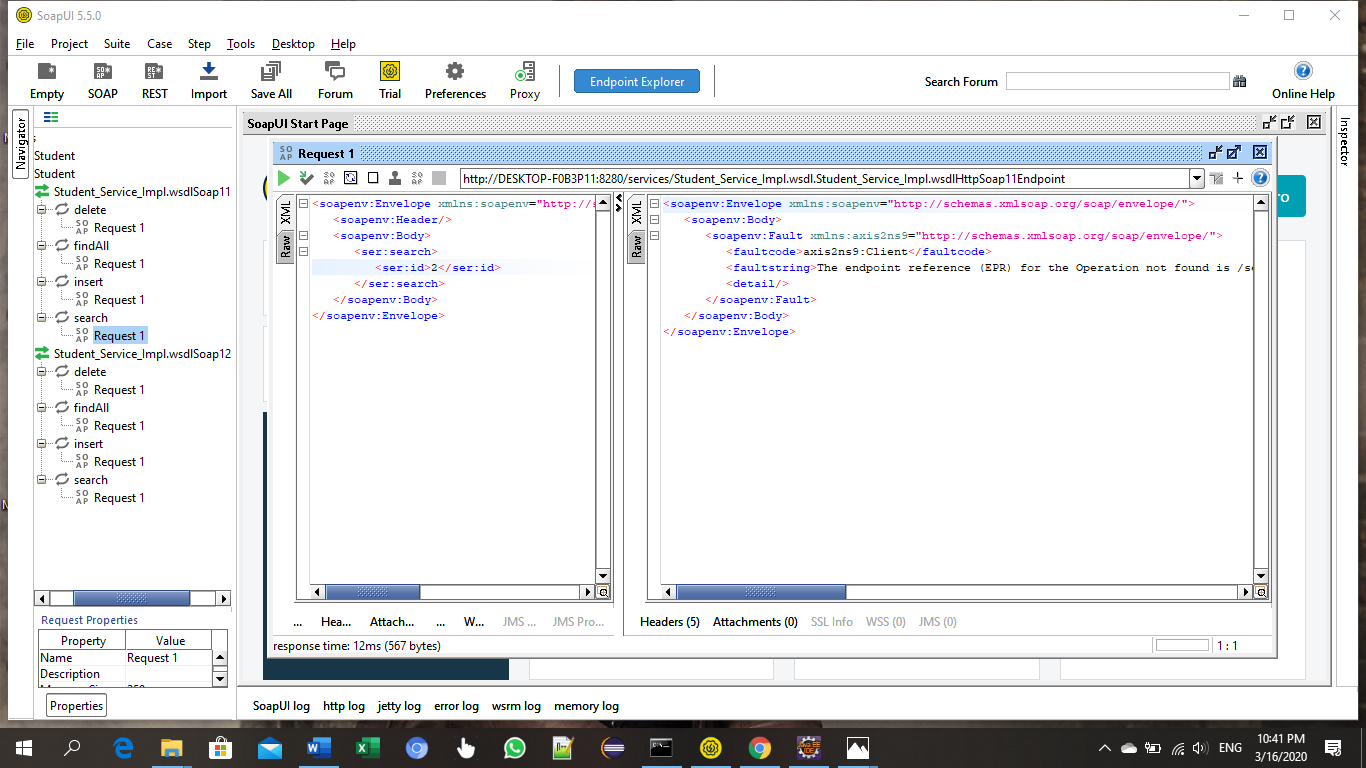 SoapUI 5.5.0
File Project Suite Case Step Tools Desktop Help
Empty SOAP REST Import Save All Forum Trial Preferences Proxy
Endpoint Explorer
Search Forum
Online Help
Navigator
Student
Student
Student_Service_Impl.wsdlSoap11
delete
Request 1
findAll
Request 1
insert
Request 1
search
Request 1
Student_Service_Impl.wsdlSoap12
delete
Request 1
findAll
Request 1
insert
Request 1
search
Request 1
Request Properties
Property Value
Name Request 1
Description
Properties
SoapUI Start Page
Request 1
http://DESKTOP-F0B3P11:8280/services/Student_Service_Impl.wsdl.Student_Service_Impl.wsdlHttpSoap11Endpoint
XML
Raw
<soapenv:Envelope xmlns:soapenv="http://s
<soapenv:Header/>
<soapenv:Body>
<ser:search>
<ser:id>2</ser:id>
</ser:search>
</soapenv:Body>
</soapenv:Envelope>
... Hea... Attach... ... W... JMS ... JMS Pro...
XML
Raw
<soapenv:Envelope xmlns:soapenv="http://schemas.xmlsoap.org/soap/envelope/">
<soapenv:Body>
<soapenv:Fault xmlns:axis2ns9="http://schemas.xmlsoap.org/soap/envelope/">
<faultcode>axis2ns9:Client</faultcode>
<faultstring>The endpoint reference (EPR) for the Operation not found is /se
<detail/>
</soapenv:Fault>
</soapenv:Body>
</soapenv:Envelope>
Headers (5) Attachments (0) SSL Info WSS (0) JMS (0)
response time: 12ms (567 bytes)
1 : 1
Inspector
SoapUI log http log jetty log error log wsrm log memory log
ENG
10:41 PM
3/16/2020